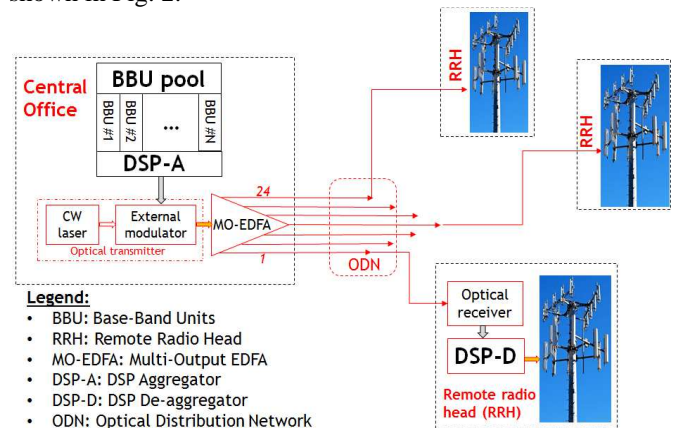 shown in Fig. 2.
Central
Office
BBU pool
BBU #1
BBU #2
...
BBU #N
DSP-A
CW
laser
External
modulator
Optical transmitter
MO-EDFA
24
1
ODN
RRH
RRH
Optical
receiver
DSP-D
Remote radio
head (RRH)
Legend:
• BBU: Base-Band Units
• RRH: Remote Radio Head
• MO-EDFA: Multi-Output EDFA
• DSP-A: DSP Aggregator
• DSP-D: DSP De-aggregator
• ODN: Optical Distribution Network